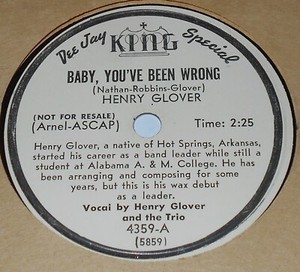 Dee Jay KING Special
BABY, YOU'VE BEEN WRONG
(Nathan-Robbins-Glover)
HENRY GLOVER
(NOT FOR RESALE)
(Arnel-ASCAP)
Time: 2:25
Henry Glover, a native of Hot Springs, Arkansas,
started his career as a band leader while still a
student at Alabama A. & M. College. He has
been arranging and composing for some
years, but this is his wax debut
as a leader.
Vocal by Henry Glover
and the Trio
4359-A
(5859)